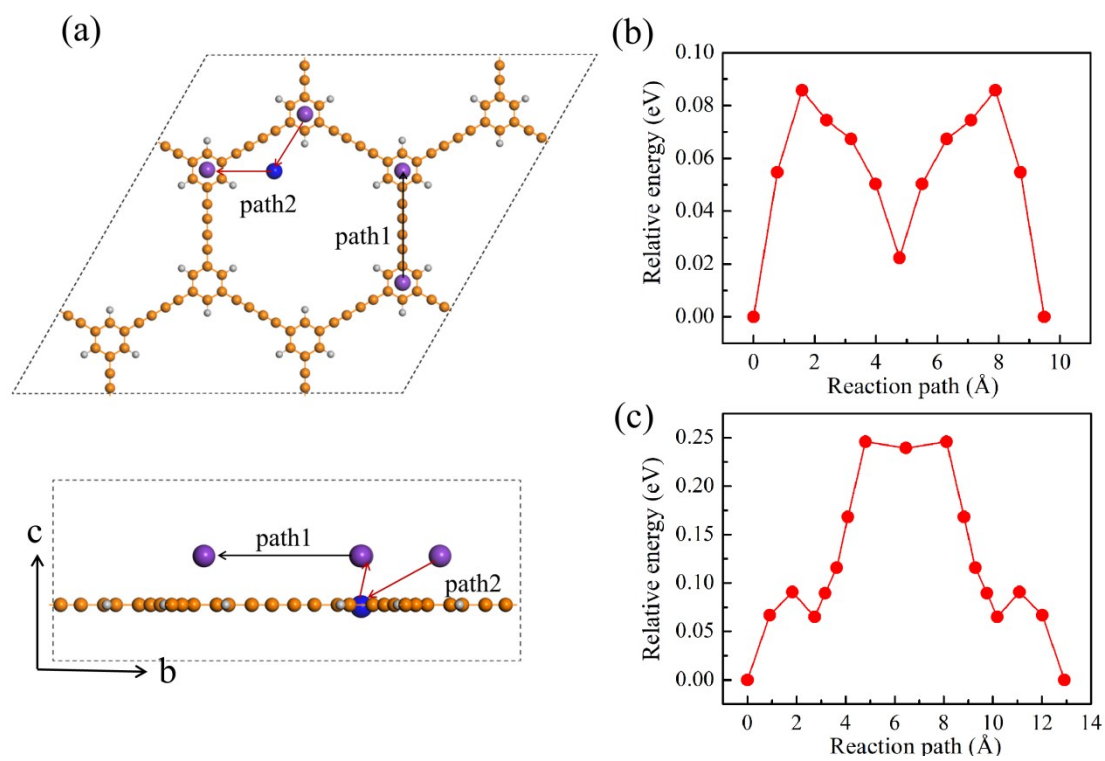 (a)
path2
path1
c
path1
path2
b
(b)
Relative energy (eV)
0.10
0.08
0.06
0.04
0.02
0.00
0 2 4 6 8 10
Reaction path (Å)
(c)
Relative energy (eV)
0.25
0.20
0.15
0.10
0.05
0.00
0 2 4 6 8 10 12 14
Reaction path (Å)